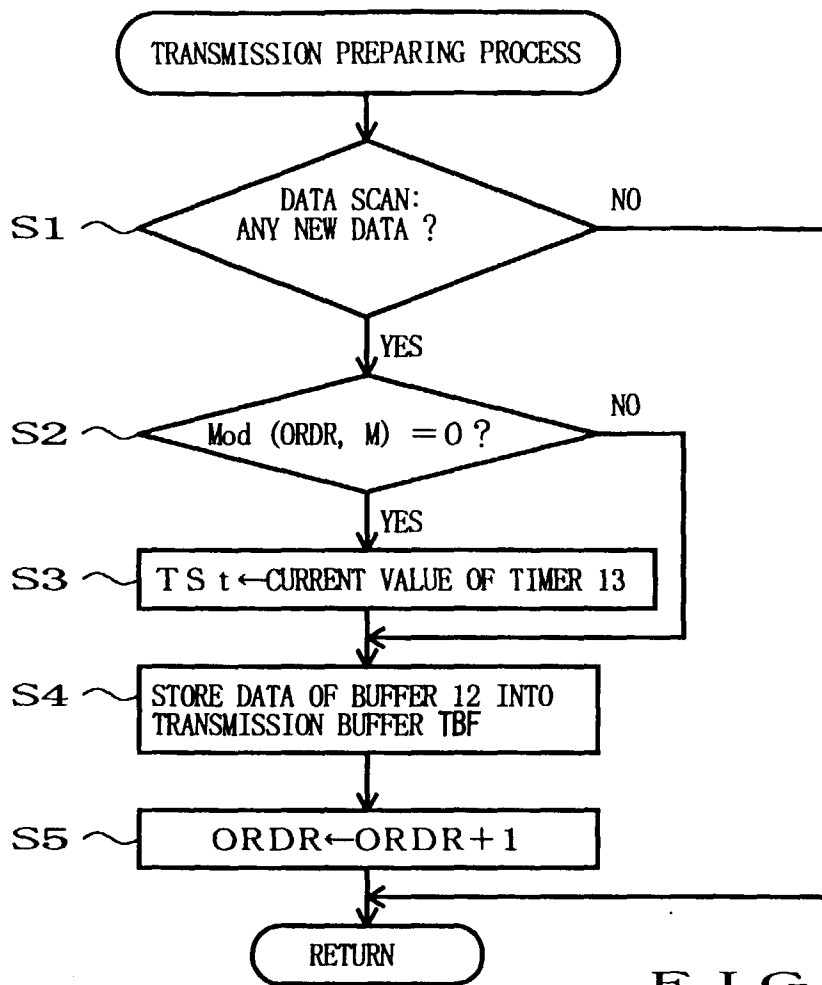 TRANSMISSION PREPARING PROCESS
S1
DATA SCAN:
ANY NEW DATA ?
NO
YES
S2
Mod (ORDR, M) =0 ?
NO
YES
S3
T S t←CURRENT VALUE OF TIMER 13
S4
STORE DATA OF BUFFER 12 INTO
TRANSMISSION BUFFER TBF
S5
ORDR←ORDR+1
RETURN